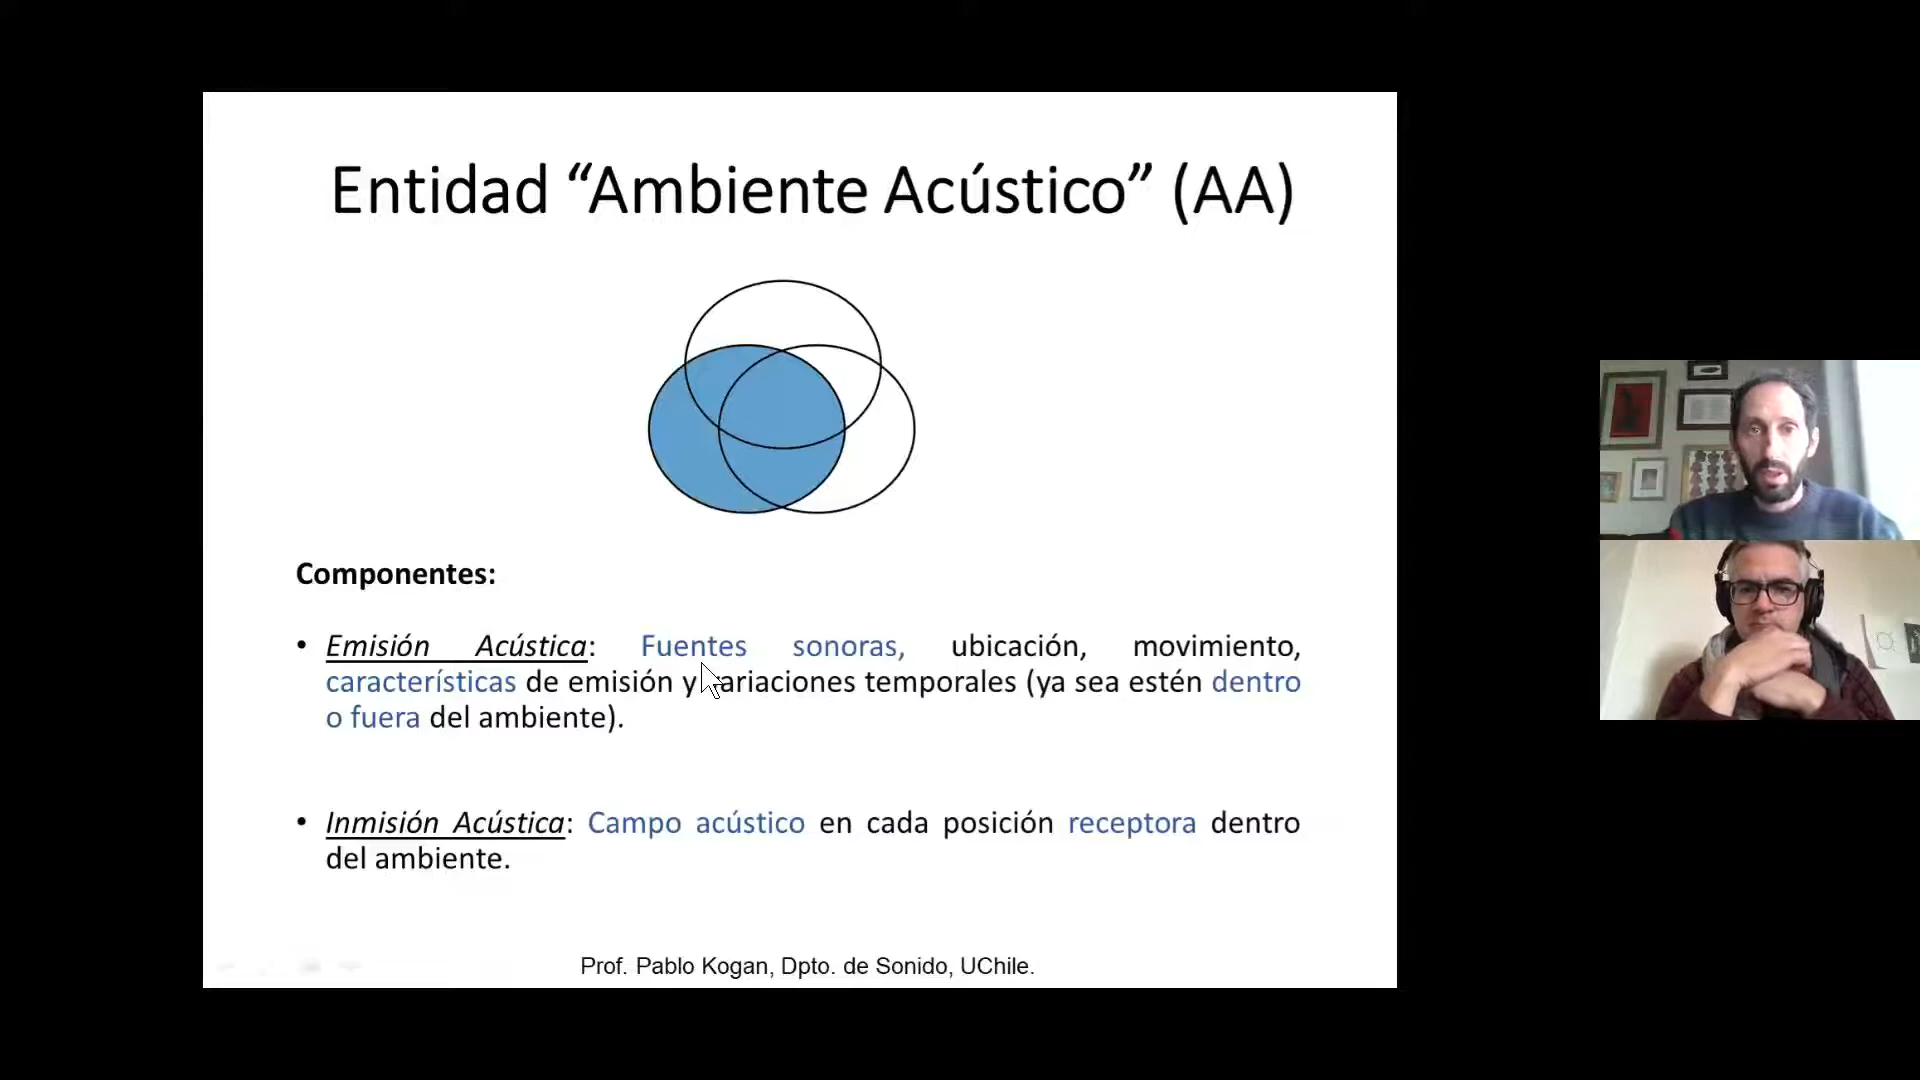 Entidad “Ambiente Acústico” (AA)
Componentes:
• Emisión Acústica: Fuentes sonoras, ubicación, movimiento,
características de emisión y variaciones temporales (ya sea estén dentro
o fuera del ambiente).
• Inmisión Acústica: Campo acústico en cada posición receptora dentro
del ambiente.
Prof. Pablo Kogan, Dpto. de Sonido, UChile.